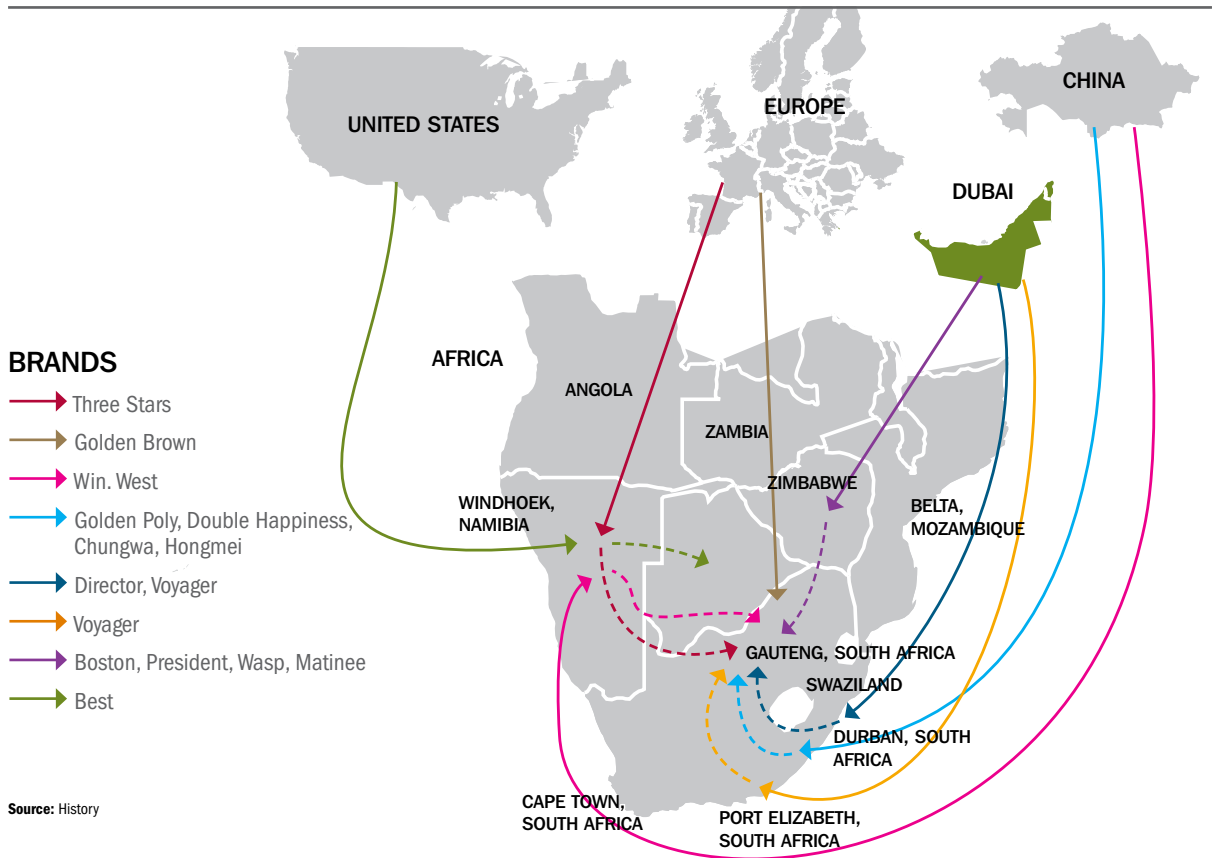 UNITED STATES
EUROPE
CHINA
DUBAI
AFRICA
ANGOLA
ZAMBIA
ZIMBABWE
WINDHOEK,
NAMIBIA
BELTA,
MOZAMBIQUE
GAUTENG, SOUTH AFRICA
SWAZILAND
DURBAN, SOUTH
AFRICA
CAPE TOWN,
SOUTH AFRICA
PORT ELIZABETH,
SOUTH AFRICA
BRANDS
Three Stars
Golden Brown
Win. West
Golden Poly, Double Happiness,
Chungwa, Hongmei
Director, Voyager
Voyager
Boston, President, Wasp, Matinee
Best
Source: History